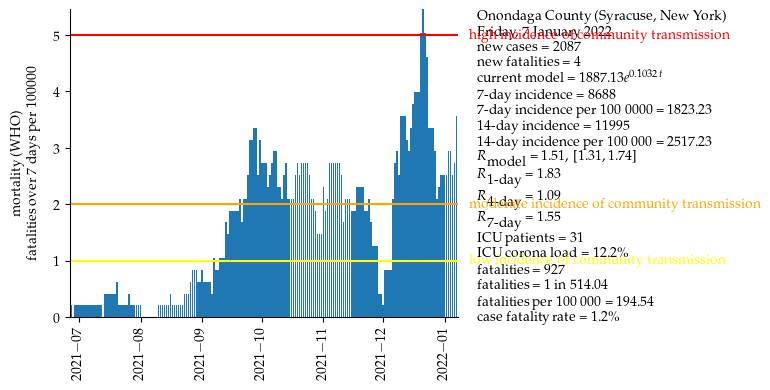 mortality (WHO)
fatalities over 7 days per 100000
5
4
3
2
1
0
2021−07
2021−08
2021−09
2021−10
2021−11
2021−12
2022−01
Onondaga County (Syracuse, New York)
Friday, 7 January 2022
high incidence of community transmission
new cases = 2087
new fatalities = 4
current model = 1887.13e^0.1032 t
7-day incidence = 8688
7-day incidence per 100 0000 = 1823.23
14-day incidence = 11995
14-day incidence per 100 000 = 2517.23
R_model = 1.51, [1.31, 1.74]
R_1-day = 1.83
R_4-day = 1.09
moderate incidence of community transmission
R_7-day = 1.55
ICU patients = 31
ICU corona load = 12.2%
low incidence of community transmission
fatalities = 927
fatalities = 1 in 514.04
fatalities per 100 000 = 194.54
case fatality rate = 1.2%